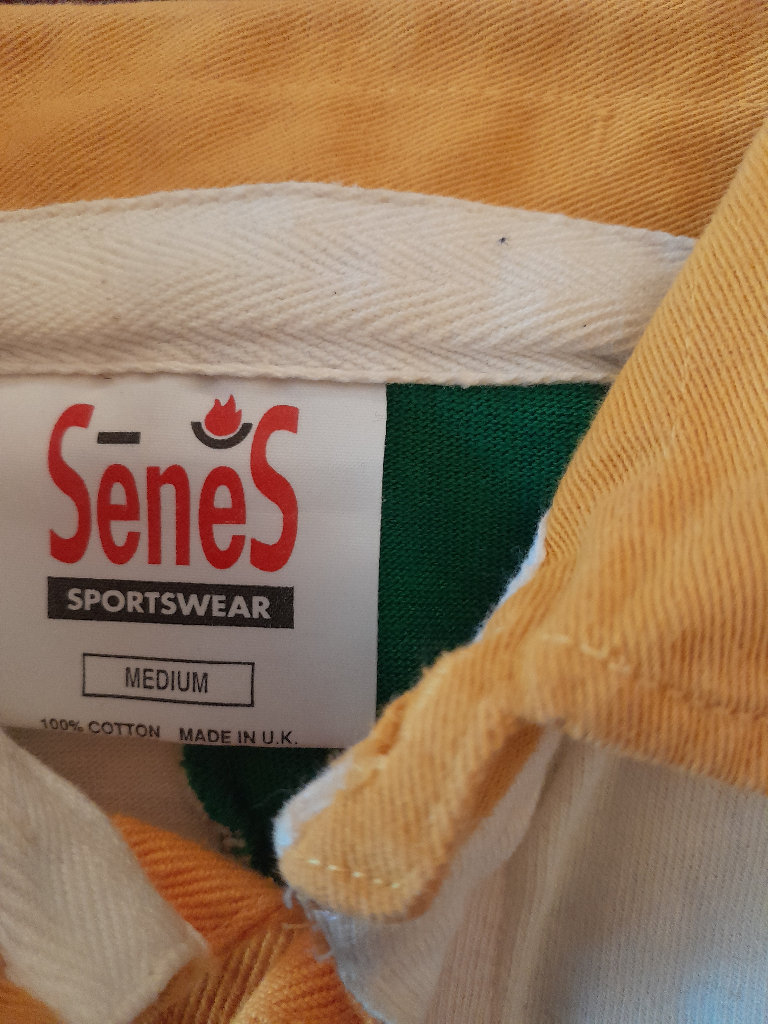 SēneS
SPORTSWEAR
MEDIUM
100% COTTON MADE IN U.K.